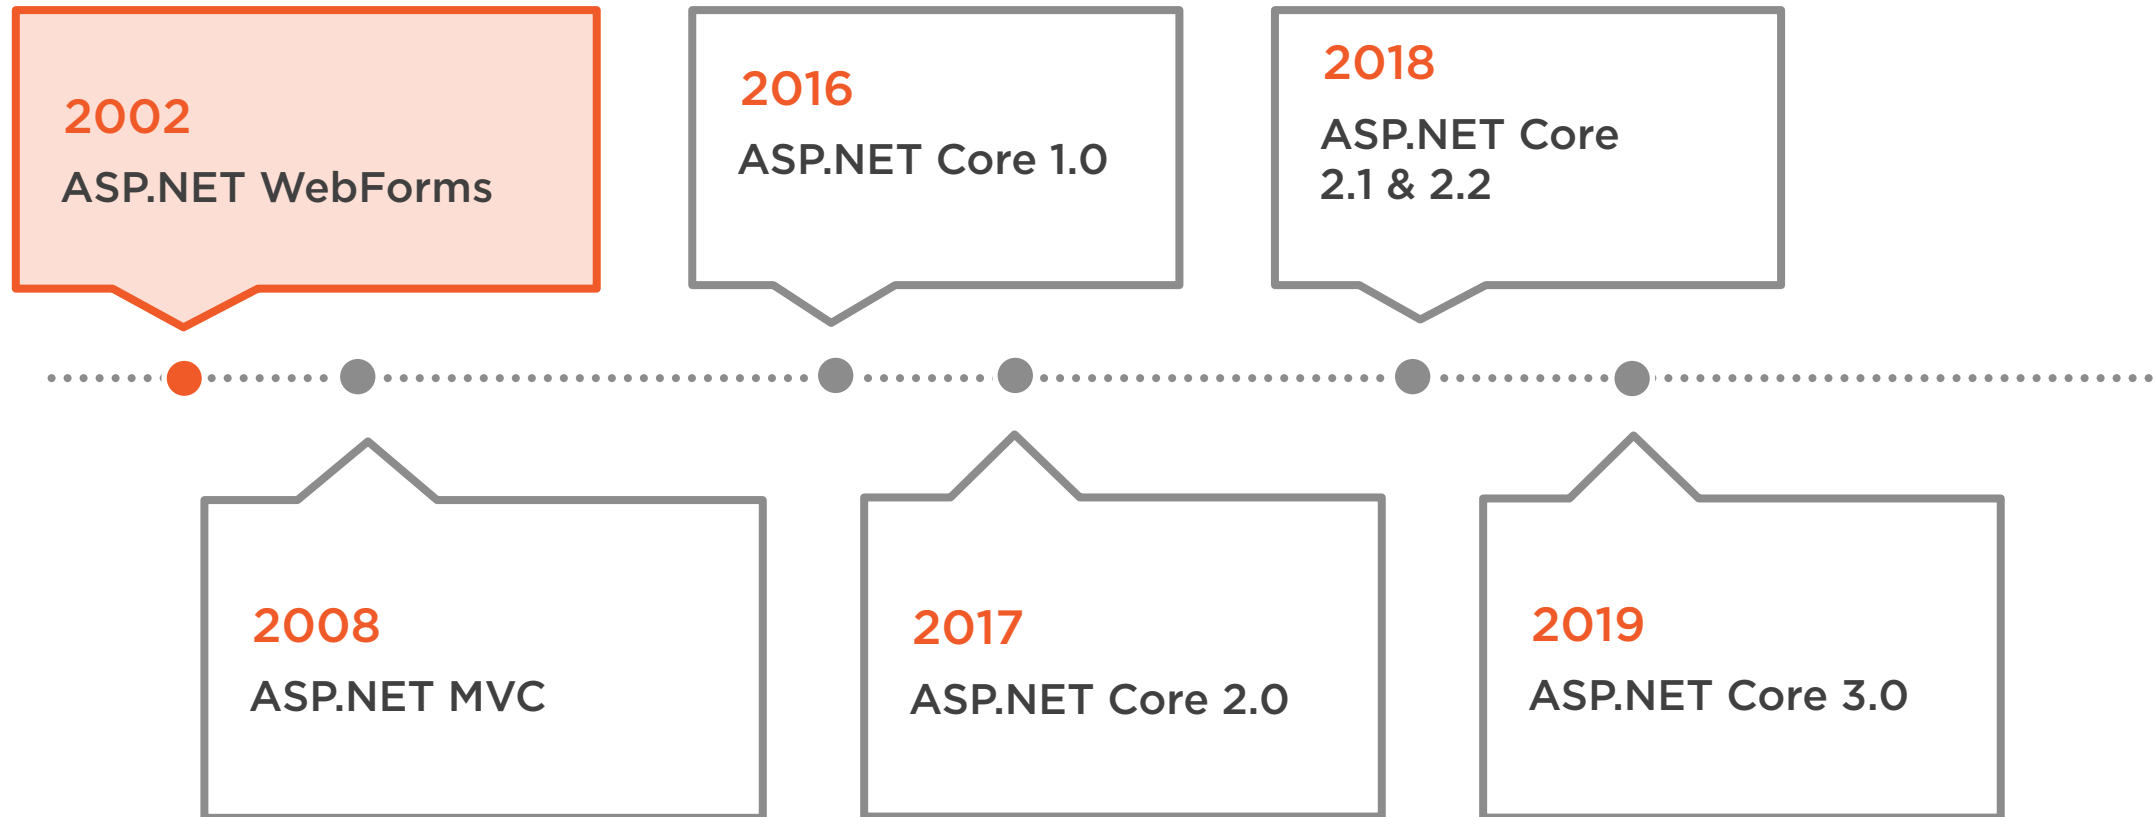 2002
ASP.NET WebForms
2008
ASP.NET MVC
2016
ASP.NET Core 1.0
2017
ASP.NET Core 2.0
2018
ASP.NET Core
2.1 & 2.2
2019
ASP.NET Core 3.0